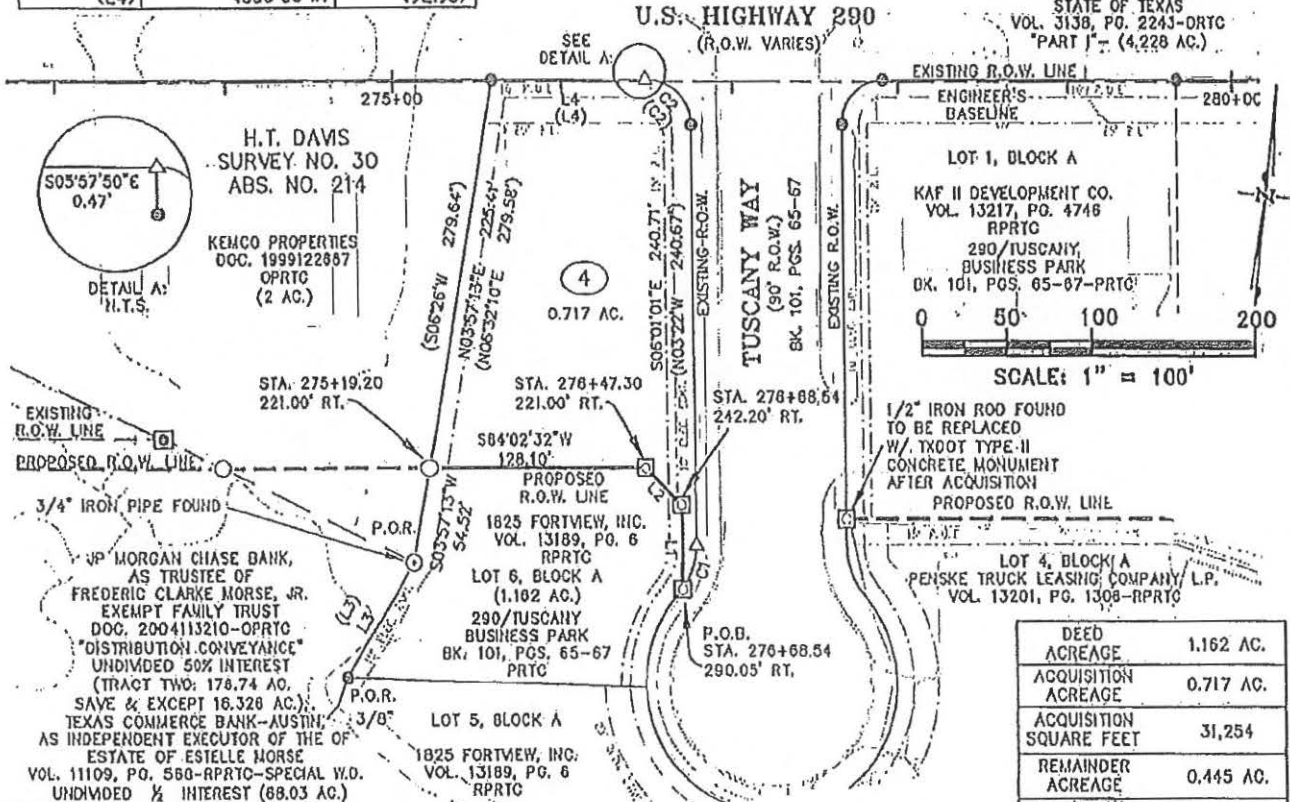 U.S. HIGHWAY 290
(R.O.W. VARIES)
STATE OF TEXAS
VOL. 3138, PG. 2243-DRTC
"PART 1" - (4.228 AC.)
SEE
DETAIL A:
EXISTING R.O.W. LINE
ENGINEER'S
BASELINE
275+00
280+00
L4
(L4)
C2
(C2)
S05°57'50"E
0.47'
DETAIL A:
N.T.S.
H.T. DAVIS
SURVEY NO. 30
ABS. NO. 214
KEMCO PROPERTIES
DOC. 1999122887
OPRTC
(2 AC.)
(S06°26'W 279.64')
N03°57'13"E 225.41'
(N06°32'10"E 279.58')
4
0.717 AC.
S06°01'01"E 240.71'
(N03°22'W 240.67')
EXISTING R.O.W.
TUSCANY WAY
(90' R.O.W.)
BK. 101, PGS. 65-67
EXISTING R.O.W.
LOT 1, BLOCK A
KAF II DEVELOPMENT CO.
VOL. 13217, PG. 4746
RPRTC
290/TUSCANY,
BUSINESS PARK
BK. 101, PGS. 65-67-PRTC
0 50 100 200
SCALE: 1" = 100'
STA. 275+19.20
221.00' RT.
STA. 276+47.30
221.00' RT.
STA. 276+68.54
242.20' RT.
1/2" IRON ROD FOUND
TO BE REPLACED
W/ TXDOT TYPE II
CONCRETE MONUMENT
AFTER ACQUISITION
PROPOSED R.O.W. LINE
EXISTING
R.O.W. LINE
PROPOSED R.O.W. LINE
3/4" IRON PIPE FOUND
P.O.R.
S84°02'32"W
128.10'
PROPOSED
R.O.W. LINE
L2
S03°57'13"W
54.52'
1825 FORTVIEW, INC.
VOL. 13189, PG. 6
RPRTC
LOT 6, BLOCK A
(1.162 AC.)
290/TUSCANY
BUSINESS PARK
BK. 101, PGS. 65-67
PRTC
L1
C1
(L3)
L3
JP MORGAN CHASE BANK,
AS TRUSTEE OF
FREDERIC CLARKE MORSE, JR.
EXEMPT FAMILY TRUST
DOC. 2004113210-OPRTC
"DISTRIBUTION CONVEYANCE"
UNDIVIDED 50% INTEREST
(TRACT TWO: 178.74 AC.
SAVE & EXCEPT 16.326 AC.),
TEXAS COMMERCE BANK-AUSTIN,
AS INDEPENDENT EXECUTOR OF THE OF
ESTATE OF ESTELLE MORSE
VOL. 11109, PG. 560-RPRTC-SPECIAL W.D.
UNDIVIDED ½ INTEREST (68.03 AC.)
P.O.R.
3/8"
LOT 5, BLOCK A
1825 FORTVIEW, INC.
VOL. 13189, PG. 6
RPRTC
P.O.B.
STA. 276+68.54
290.05' RT.
LOT 4, BLOCK A
PENSKE TRUCK LEASING COMPANY L.P.
VOL. 13201, PG. 1308-RPRTC
DEED
ACREAGE 1.162 AC.
ACQUISITION
ACREAGE 0.717 AC.
ACQUISITION
SQUARE FEET 31,254
REMAINDER
ACREAGE 0.445 AC.